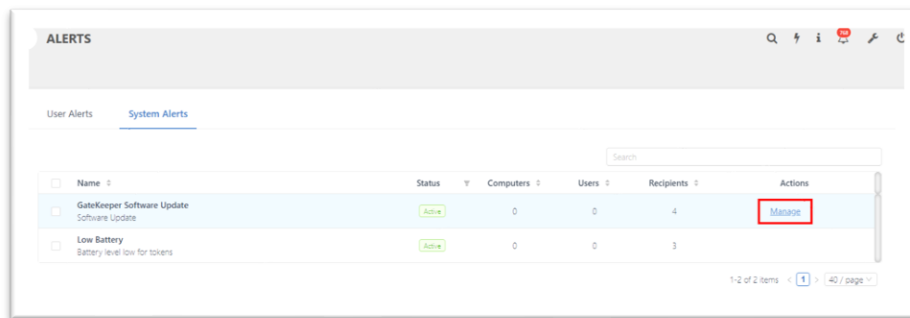 ALERTS
User Alerts System Alerts
Search
Name Status Computers Users Recipients Actions
GateKeeper Software Update Active 0 0 4 Manage
Software Update
Low Battery Active 0 0 3
Battery level low for tokens
1-2 of 2 items < 1 > 40 / page